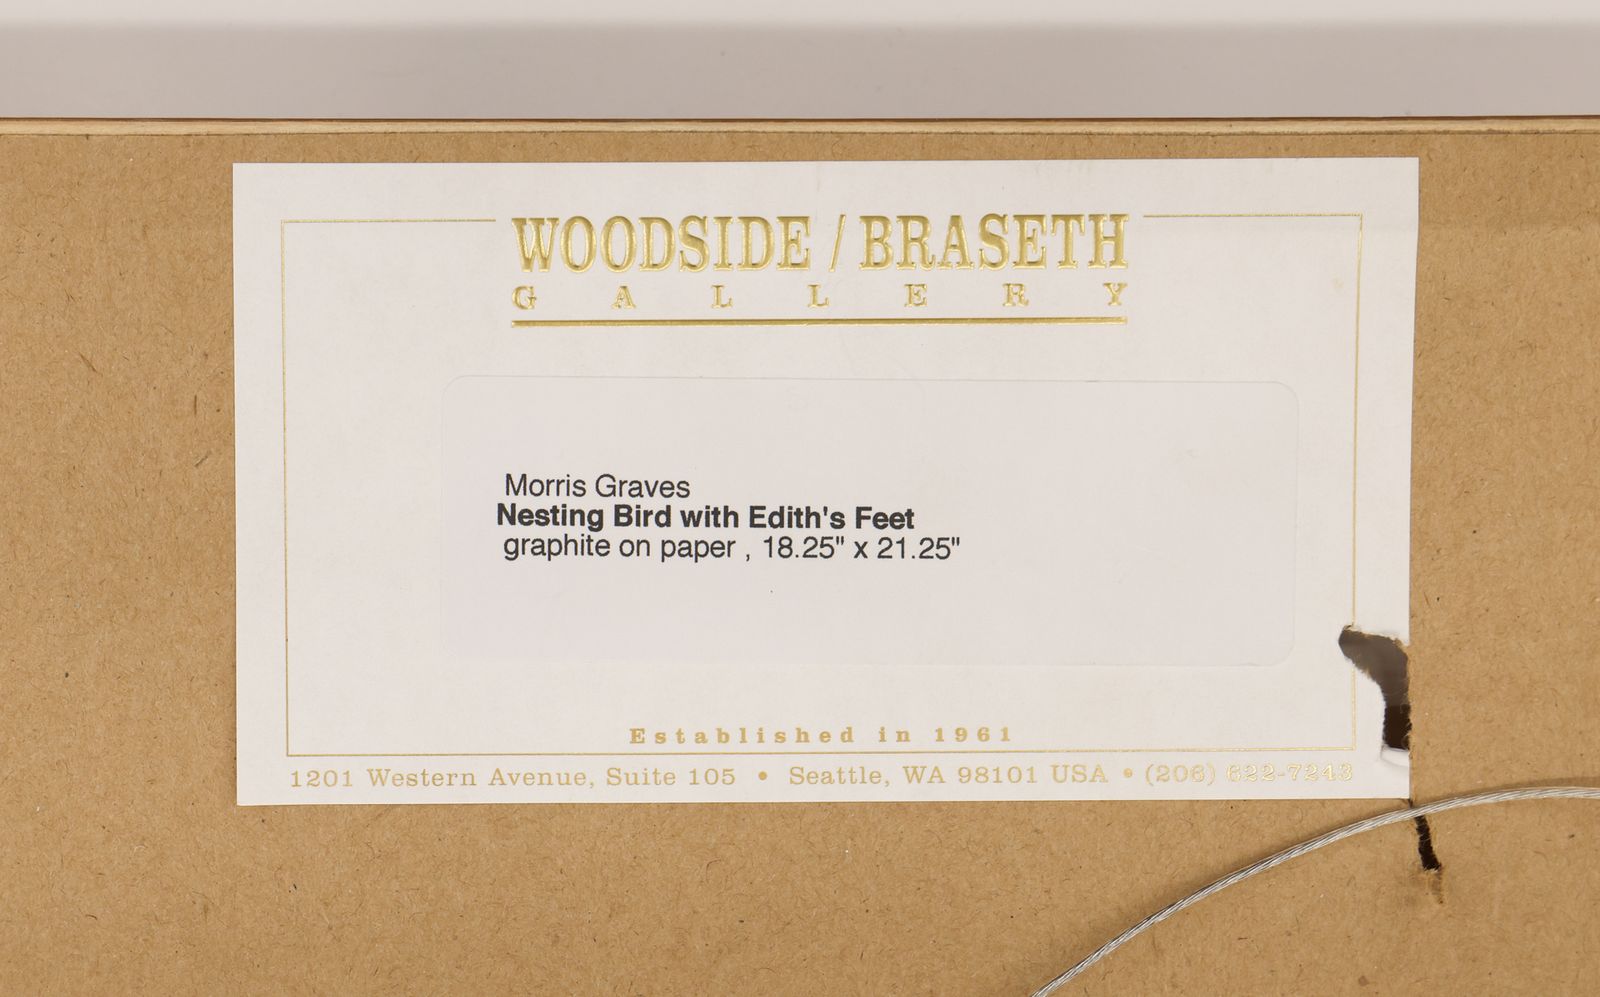 WOODSIDE / BRASETH
GALLERY
Morris Graves
Nesting Bird with Edith's Feet
graphite on paper , 18.25" x 21.25"
Established in 1961
1201 Western Avenue, Suite 105 • Seattle, WA 98101 USA • (206) 622-7243